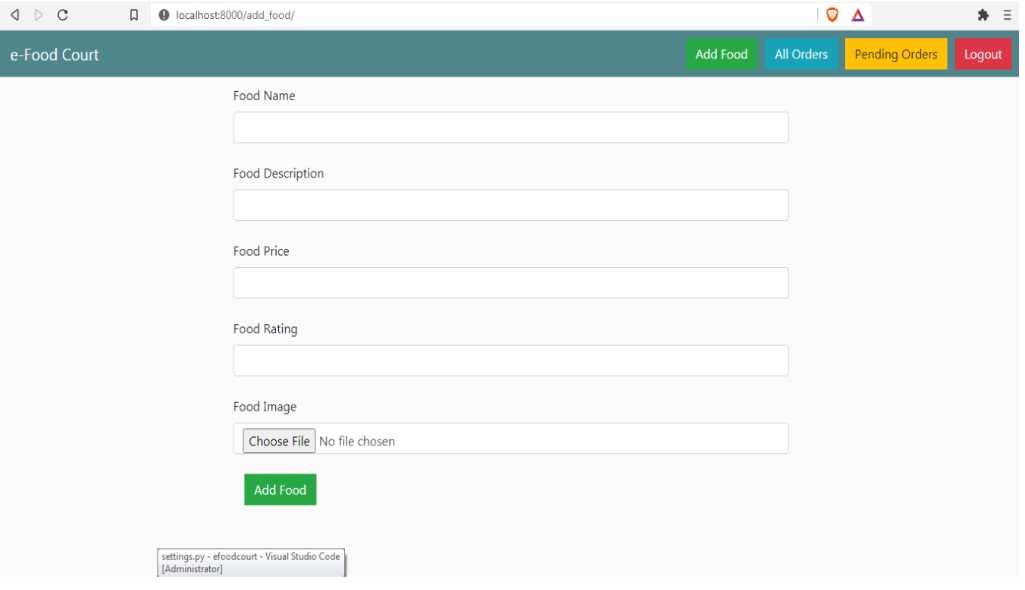 localhost:8000/add_food/
e-Food Court
Add Food
All Orders
Pending Orders
Logout
Food Name
Food Description
Food Price
Food Rating
Food Image
Choose File No file chosen
Add Food
settings.py - efoodcourt - Visual Studio Code
[Administrator]